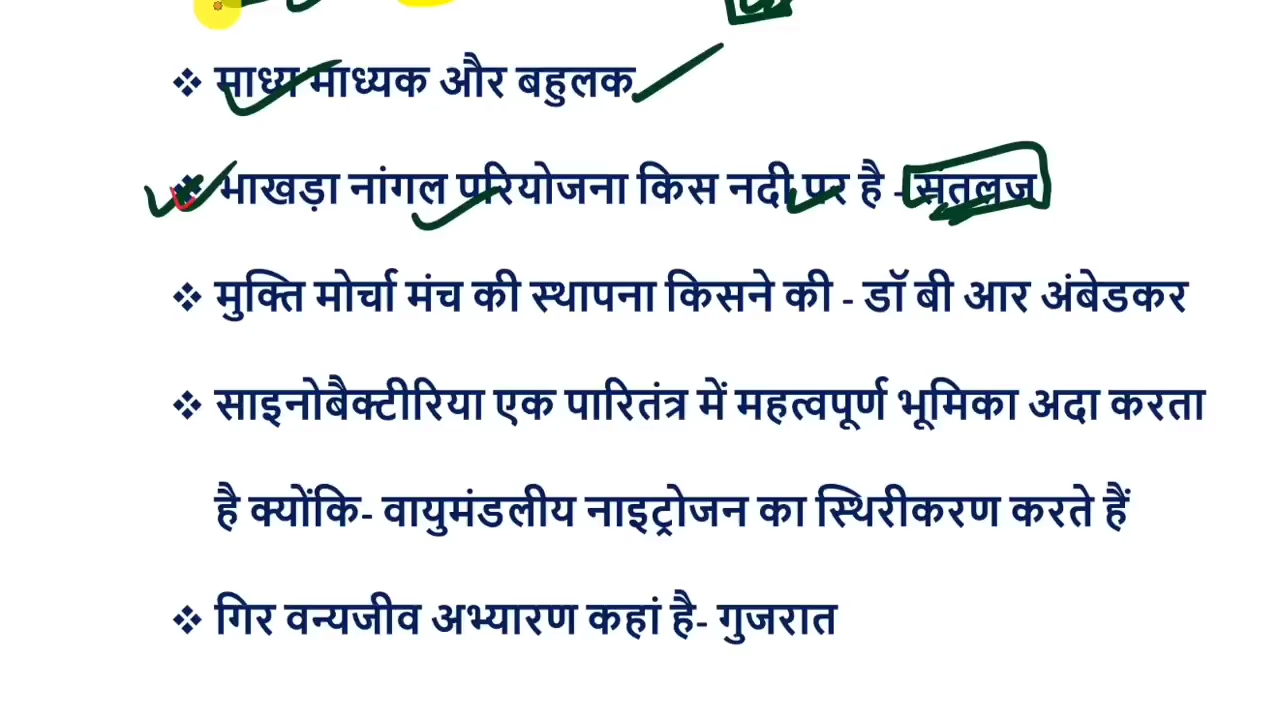 ❖ माध्य माध्यक और बहुलक
❖ भाखड़ा नांगल परियोजना किस नदी पर है - संतलज
❖ मुक्ति मोर्चा मंच की स्थापना किसने की - डॉ बी आर अंबेडकर
❖ साइनोबैक्टीरिया एक पारितंत्र में महत्वपूर्ण भूमिका अदा करता
है क्योंकि- वायुमंडलीय नाइट्रोजन का स्थिरीकरण करते हैं
❖ गिर वन्यजीव अभ्यारण कहां है- गुजरात